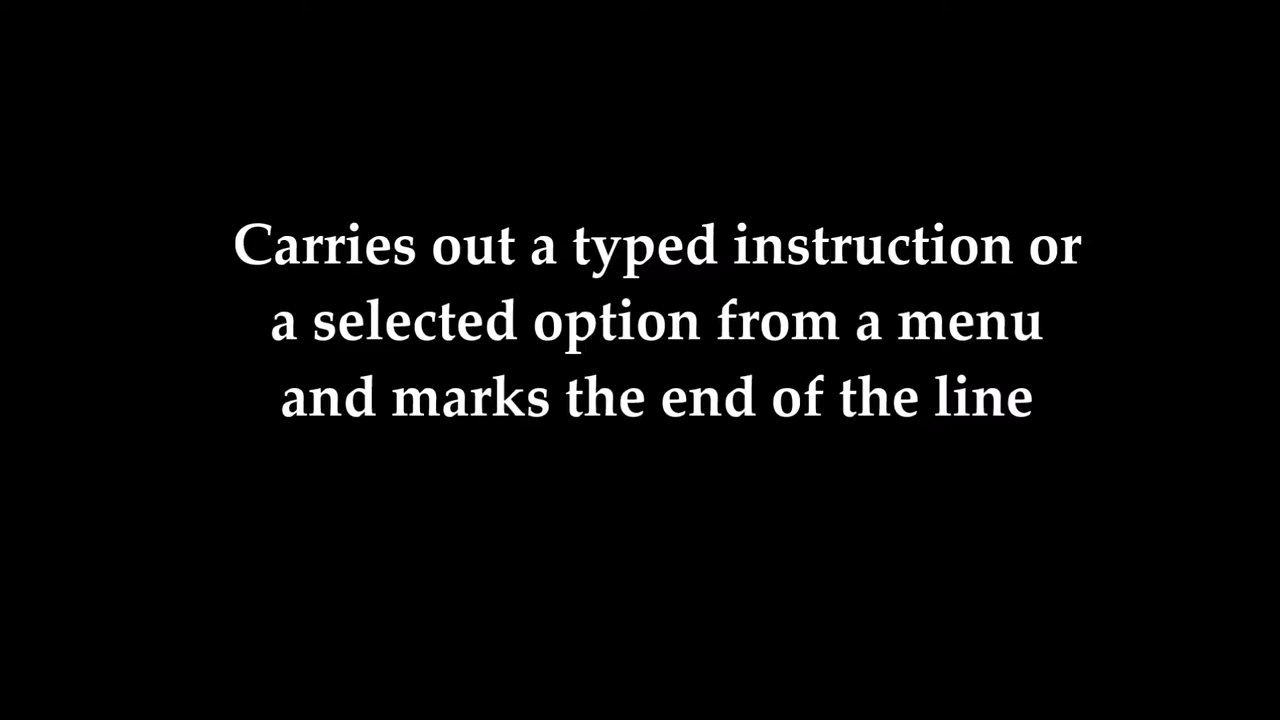 Carries out a typed instruction or
a selected option from a menu
and marks the end of the line